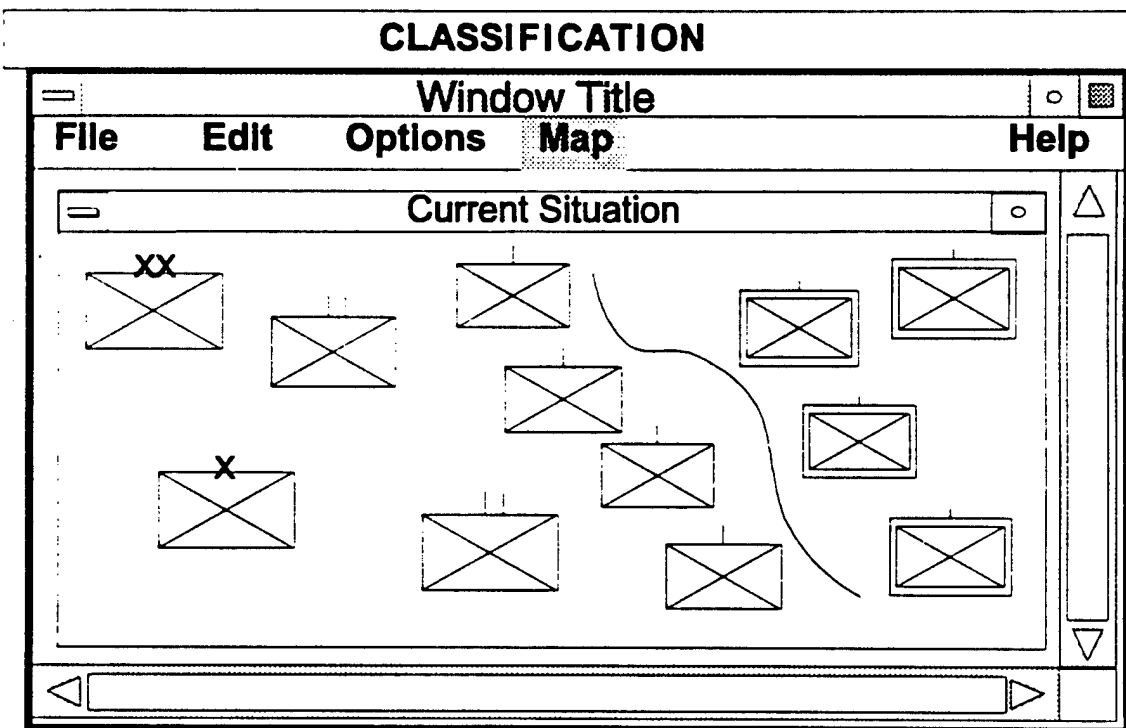 CLASSIFICATION
Window Title
File Edit Options Map Help
Current Situation
XX
X